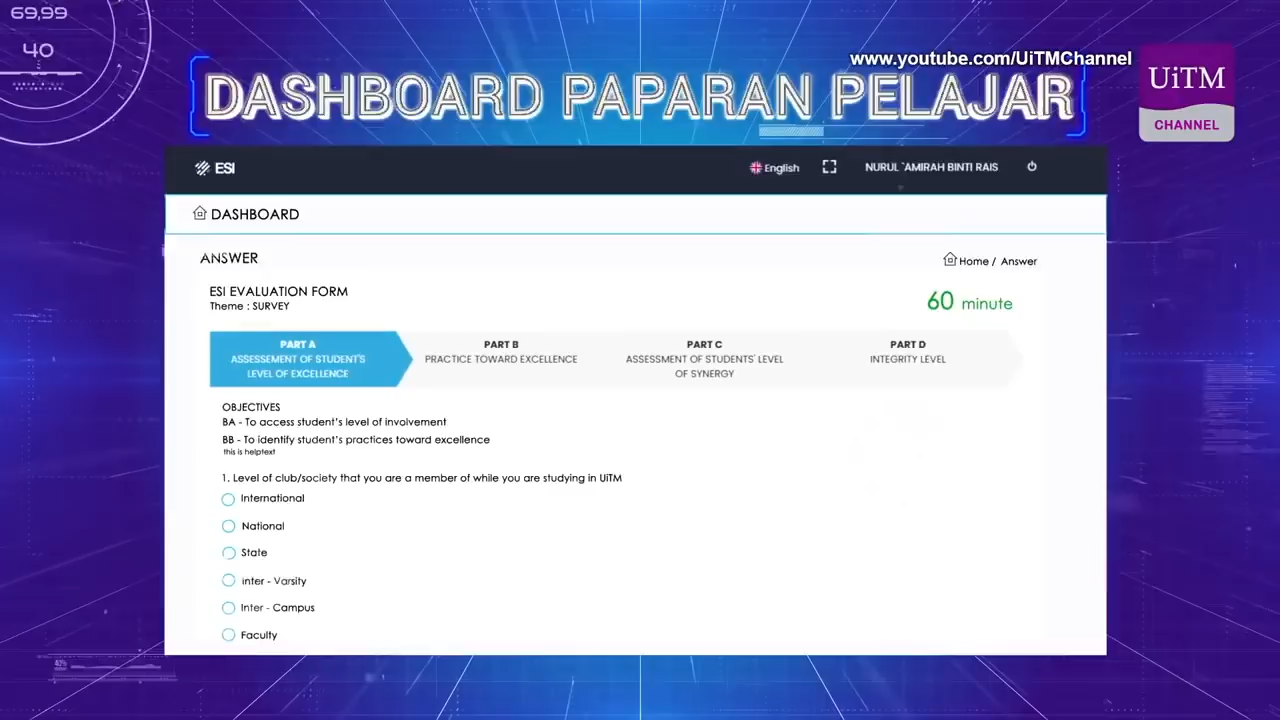 69,99
40
www.youtube.com/UiTMChannel
UiTM
CHANNEL
DASHBOARD PAPARAN PELAJAR
ESI
English
NURUL `AMIRAH BINTI RAIS
DASHBOARD
ANSWER
Home / Answer
ESI EVALUATION FORM
Theme : SURVEY
60 minute
PART A
ASSESSEMENT OF STUDENT'S
LEVEL OF EXCELLENCE
PART B
PRACTICE TOWARD EXCELLENCE
PART C
ASSESSMENT OF STUDENTS' LEVEL
OF SYNERGY
PART D
INTEGRITY LEVEL
OBJECTIVES
BA - To access student's level of involvement
BB - To identify student's practices toward excellence
this is helptext
1. Level of club/society that you are a member of while you are studying in UiTM
International
National
State
inter - Varsity
Inter - Campus
Faculty